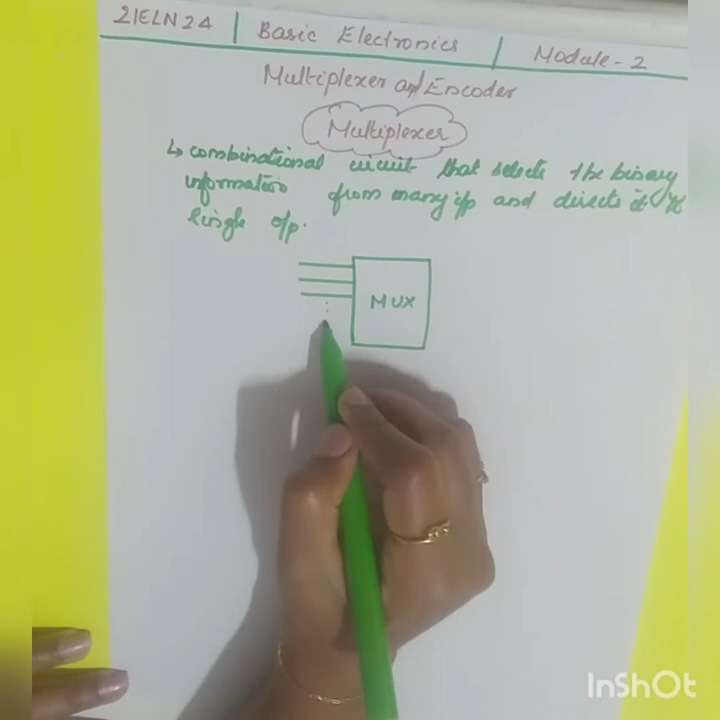 21ELN24 | Basic Electronics | Module-2
Multiplexer and Encoder
Multiplexer
↳ combinational circuit that selects the binary
information from many i/p and directs it to
single o/p.
MUX
InShOt